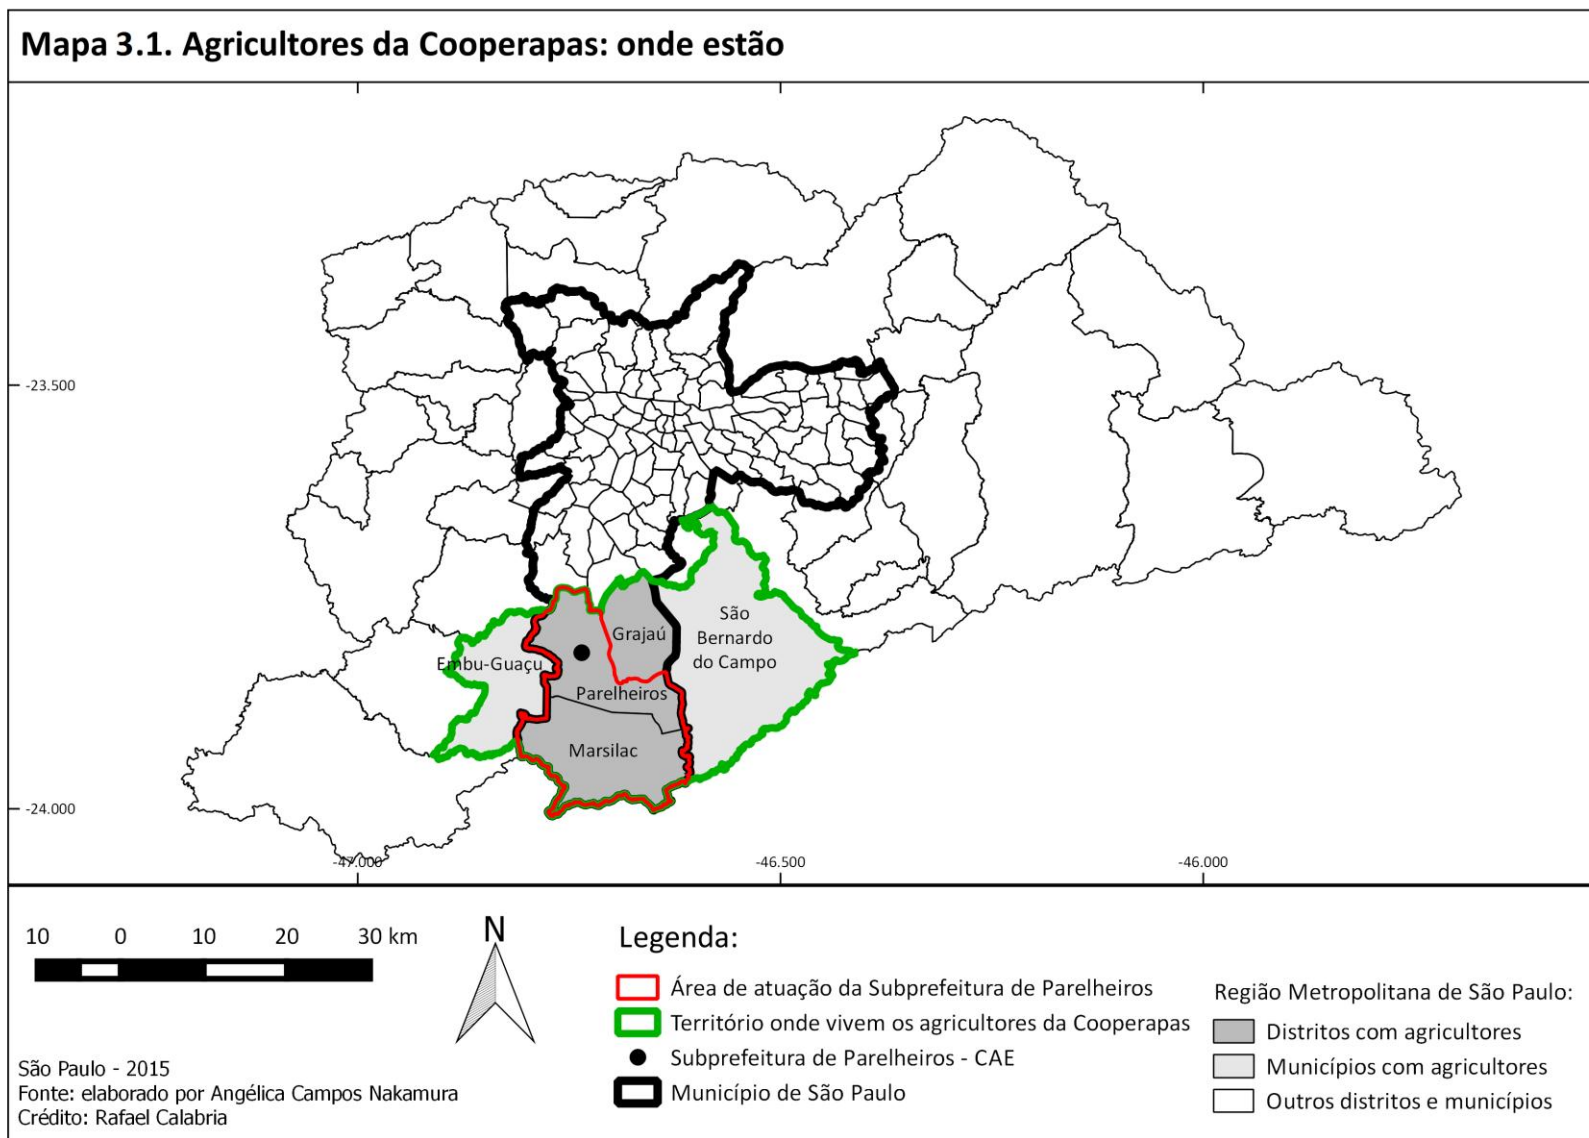 Mapa 3.1. Agricultores da Cooperapas: onde estão
-23.500
São
Bernardo
do Campo
Grajaú
Embu-Guaçu
Parelheiros
Marsilac
-24.000
-47.000
-46.500
-46.000
10 0 10 20 30 km
N
Legenda:
Área de atuação da Subprefeitura de Parelheiros
Território onde vivem os agricultores da Cooperapas
Subprefeitura de Parelheiros - CAE
Município de São Paulo
Região Metropolitana de São Paulo:
Distritos com agricultores
Municípios com agricultores
Outros distritos e municípios
São Paulo - 2015
Fonte: elaborado por Angélica Campos Nakamura
Crédito: Rafael Calabria